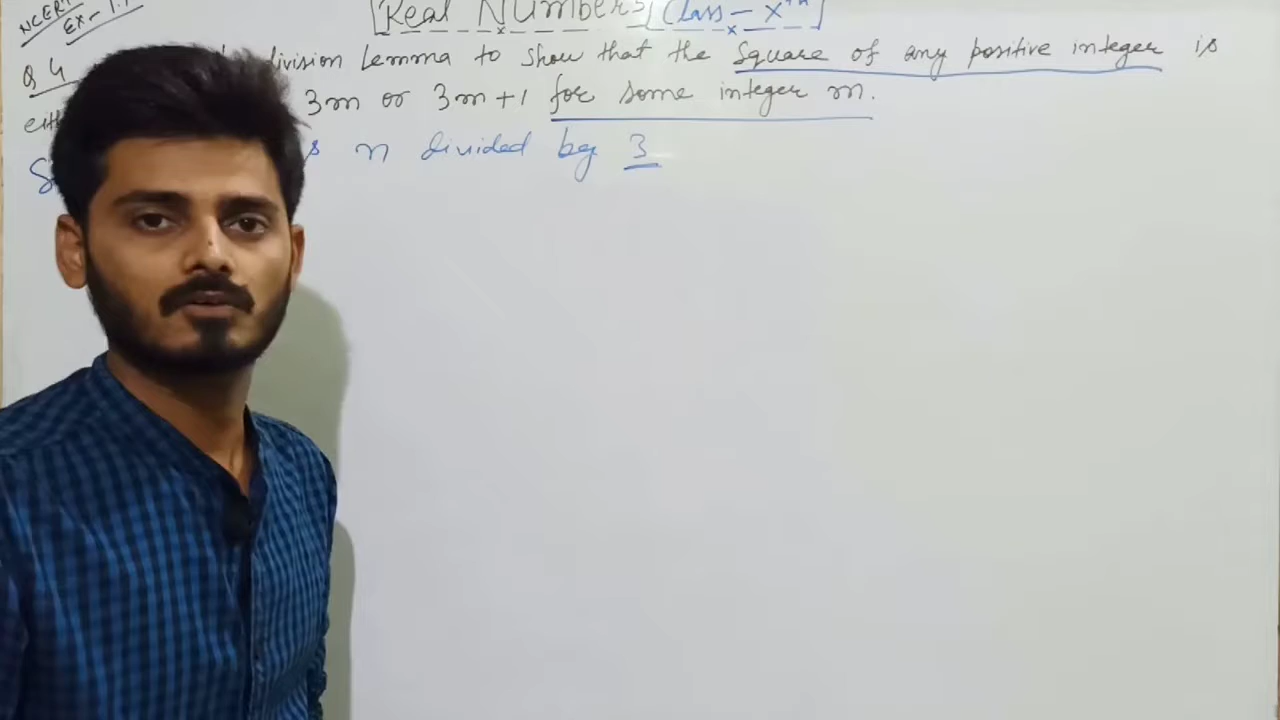 NCERT
Ex- 1.1
[Real Numbers] [Class - Xth]
Q 4 division Lemma to show that the square of any positive integer is
3m or 3m+1 for some integer m.
n divided by 3